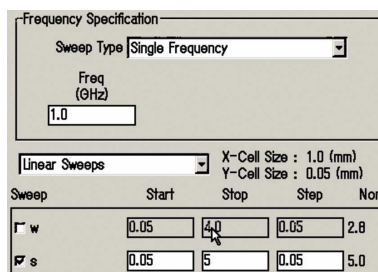 Frequency Specification
Sweep Type Single Frequency
Freq
(GHz)
1.0
Linear Sweeps
X-Cell Size : 1.0 (mm)
Y-Cell Size : 0.05 (mm)
Sweep Start Stop Step Nor
w 0.05 4.0 0.05 2.8
s 0.05 5 0.05 5.0